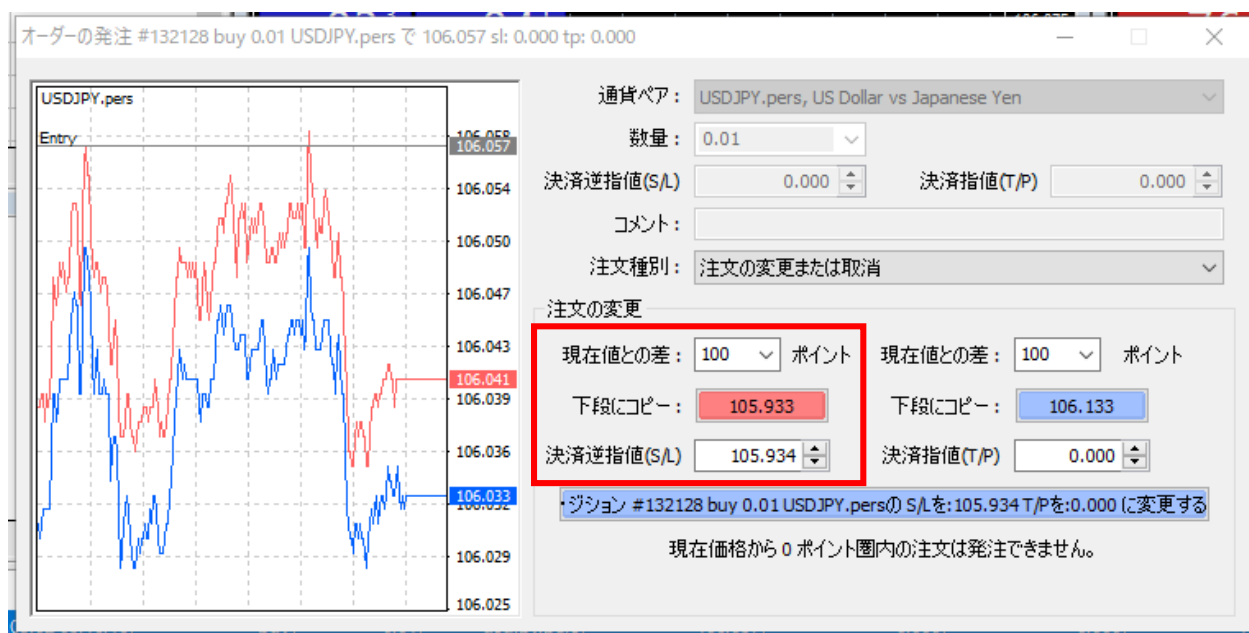 オーダーの発注 #132128 buy 0.01 USDJPY.pers で 106.057 sl: 0.000 tp: 0.000
USDJPY.pers
Entry
106.058
106.057
106.054
106.050
106.047
106.043
106.041
106.039
106.036
106.033
106.032
106.029
106.025
通貨ペア: USDJPY.pers, US Dollar vs Japanese Yen
数量: 0.01
決済逆指値(S/L) 0.000 決済指値(T/P) 0.000
コメント:
注文種別: 注文の変更または取消
注文の変更
現在値との差: 100 ポイント 現在値との差: 100 ポイント
下段にコピー: 105.933 下段にコピー: 106.133
決済逆指値(S/L) 105.934 決済指値(T/P) 0.000
ジション #132128 buy 0.01 USDJPY.persの S/Lを:105.934 T/Pを:0.000 に変更する
現在価格から 0 ポイント圏内の注文は発注できません。